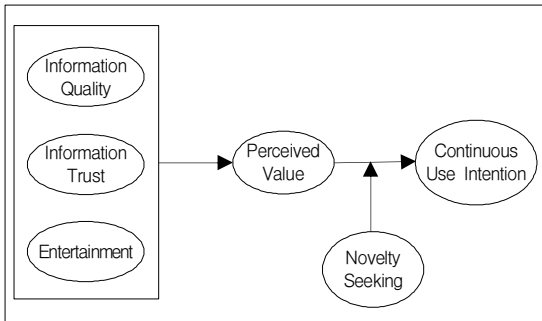 Information
Quality
Information
Trust
Entertainment
Perceived
Value
Continuous
Use Intention
Novelty
Seeking